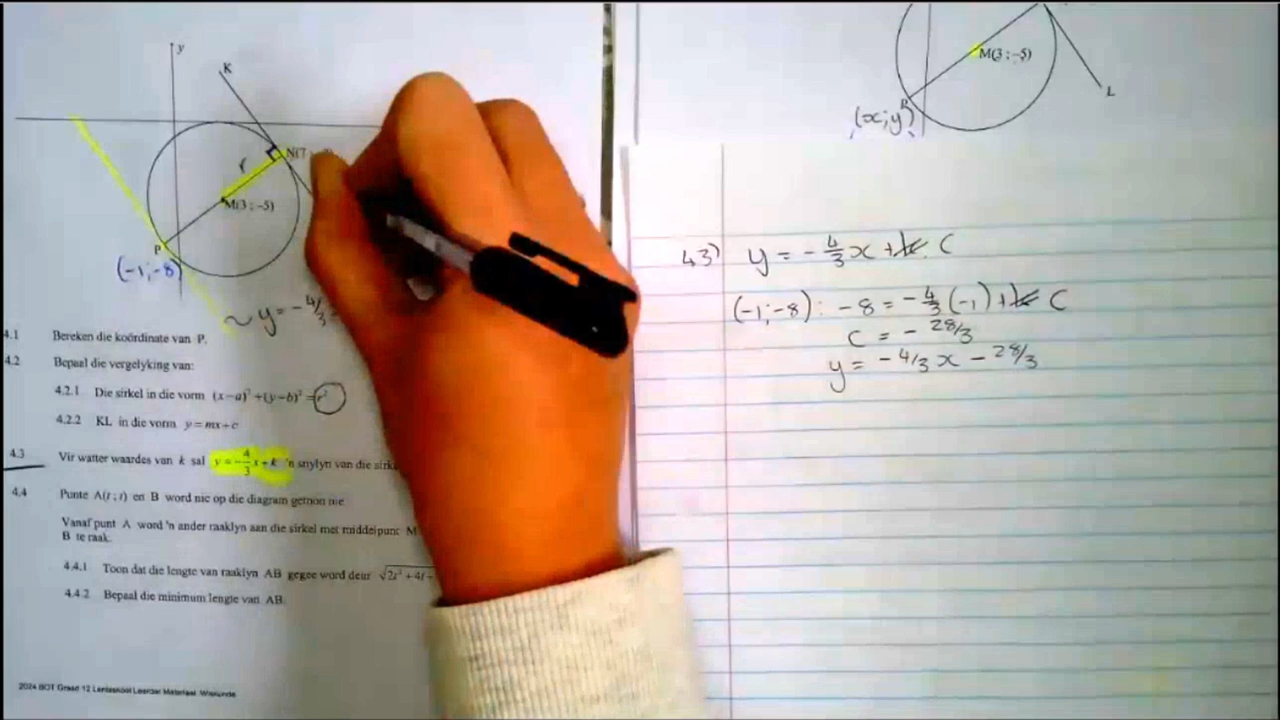 y
K
r
N(7
M(3 ; –5)
P
(-1;-8)
~ y = -4/3
4.1 Bereken die koördinate van P.
4.2 Bepaal die vergelyking van:
4.2.1 Die sirkel in die vorm (x–a)² + (y–b)² = r²
4.2.2 KL in die vorm y = mx + c
4.3 Vir watter waardes van k sal y = –4/3 x + k 'n snylyn van die sirk
4.4 Punte A(t ; t) en B word nie op die diagram getoon nie.
Vanaf punt A word 'n ander raaklyn aan die sirkel met middelpunt M
B te raak.
4.4.1 Toon dat die lengte van raaklyn AB gegee word deur √2t² + 4t –
4.4.2 Bepaal die minimum lengte van AB.
2024 BOT Graad 12 Lenteskool Leerder Materiaal Wiskunde
M(3 ; –5)
L
P
(x;y)
4.3) y = -4/3 x + k C
(-1;-8): -8 = -4/3 (-1) + k C
C = - 28/3
y = -4/3 x - 28/3